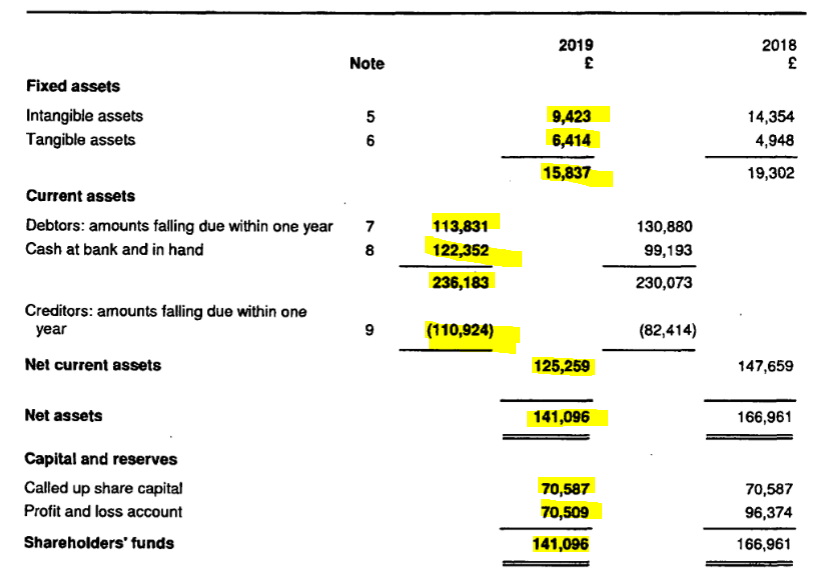 2019 2018
Note £ £
Fixed assets
Intangible assets 5 9,423 14,354
Tangible assets 6 6,414 4,948
15,837 19,302
Current assets
Debtors: amounts falling due within one year 7 113,831 130,880
Cash at bank and in hand 8 122,352 99,193
236,183 230,073
Creditors: amounts falling due within one
year 9 (110,924) (82,414)
Net current assets 125,259 147,659
Net assets 141,096 166,961
Capital and reserves
Called up share capital 70,587 70,587
Profit and loss account 70,509 96,374
Shareholders' funds 141,096 166,961